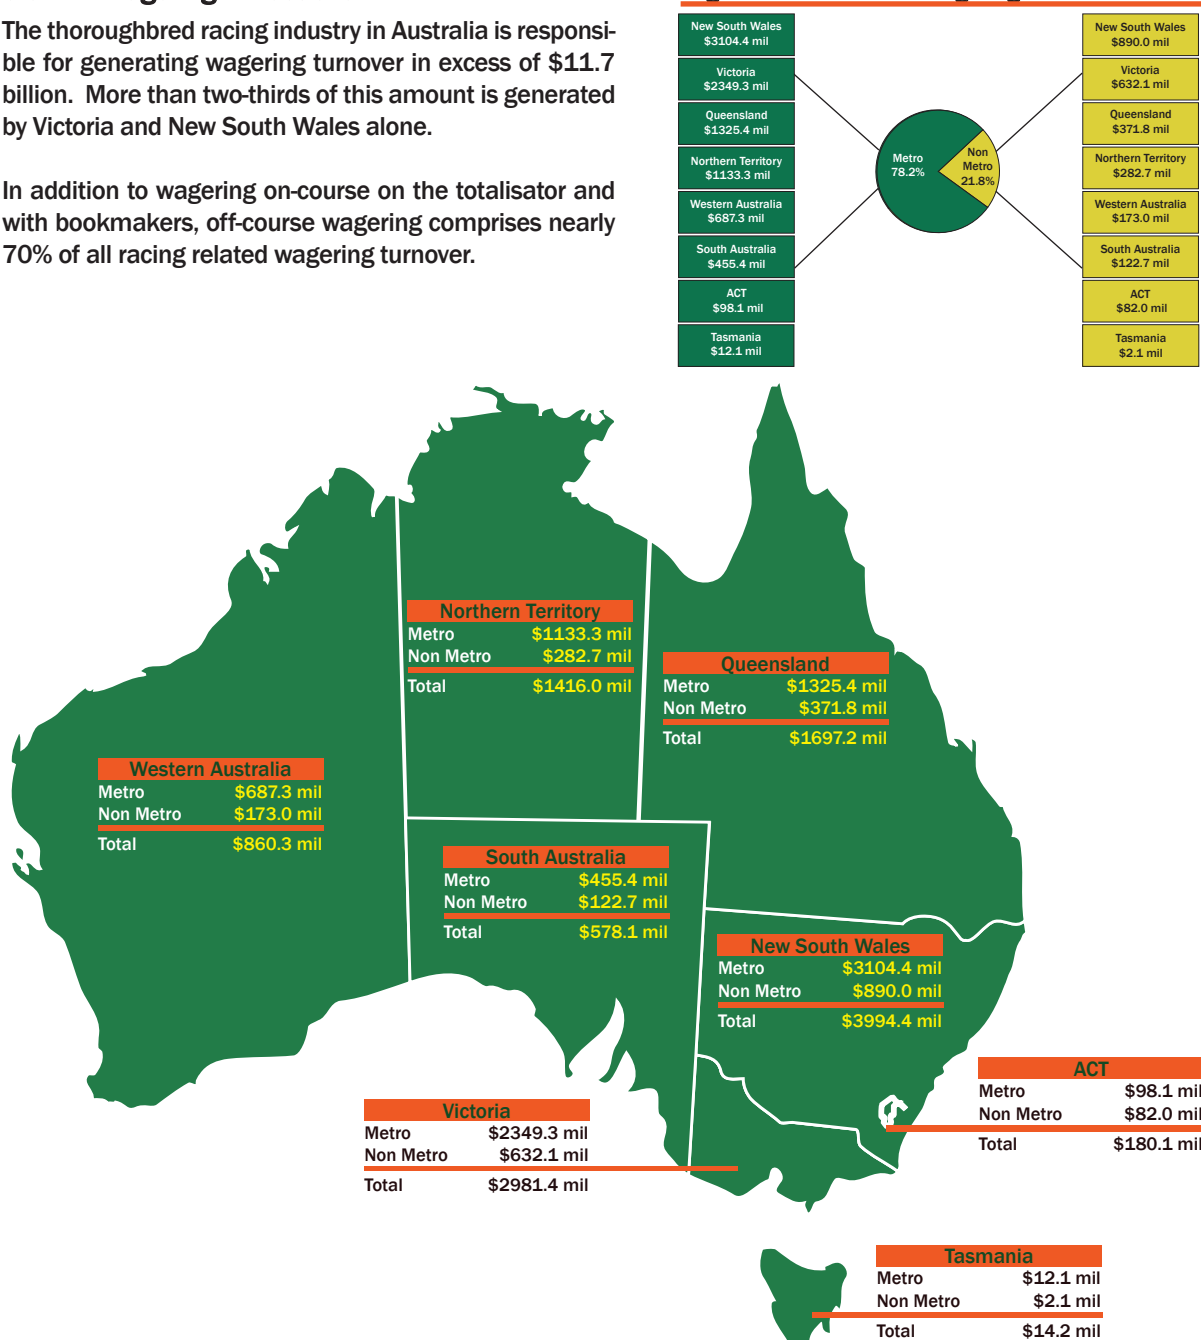 The thoroughbred racing industry in Australia is responsi-
ble for generating wagering turnover in excess of $11.7
billion. More than two-thirds of this amount is generated
by Victoria and New South Wales alone.
In addition to wagering on-course on the totalisator and
with bookmakers, off-course wagering comprises nearly
70% of all racing related wagering turnover.
New South Wales
$3104.4 mil
Victoria
$2349.3 mil
Queensland
$1325.4 mil
Northern Territory
$1133.3 mil
Western Australia
$687.3 mil
South Australia
$455.4 mil
ACT
$98.1 mil
Tasmania
$12.1 mil
Metro
78.2%
Non
Metro
21.8%
New South Wales
$890.0 mil
Victoria
$632.1 mil
Queensland
$371.8 mil
Northern Territory
$282.7 mil
Western Australia
$173.0 mil
South Australia
$122.7 mil
ACT
$82.0 mil
Tasmania
$2.1 mil
Northern Territory
Metro $1133.3 mil
Non Metro $282.7 mil
Total $1416.0 mil
Queensland
Metro $1325.4 mil
Non Metro $371.8 mil
Total $1697.2 mil
Western Australia
Metro $687.3 mil
Non Metro $173.0 mil
Total $860.3 mil
South Australia
Metro $455.4 mil
Non Metro $122.7 mil
Total $578.1 mil
New South Wales
Metro $3104.4 mil
Non Metro $890.0 mil
Total $3994.4 mil
ACT
Metro $98.1 mil
Non Metro $82.0 mil
Total $180.1 mil
Victoria
Metro $2349.3 mil
Non Metro $632.1 mil
Total $2981.4 mil
Tasmania
Metro $12.1 mil
Non Metro $2.1 mil
Total $14.2 mil